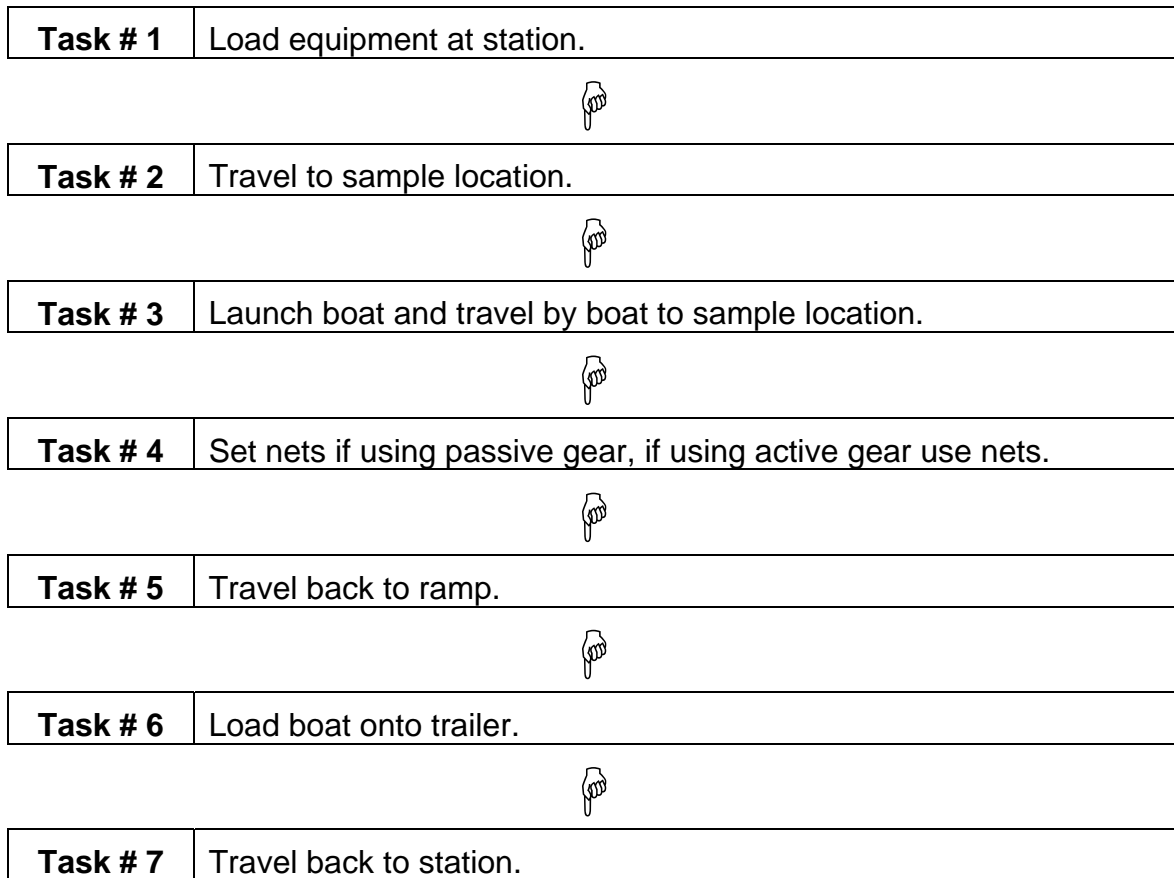 Task # 1 Load equipment at station.
Task # 2 Travel to sample location.
Task # 3 Launch boat and travel by boat to sample location.
Task # 4 Set nets if using passive gear, if using active gear use nets.
Task # 5 Travel back to ramp.
Task # 6 Load boat onto trailer.
Task # 7 Travel back to station.